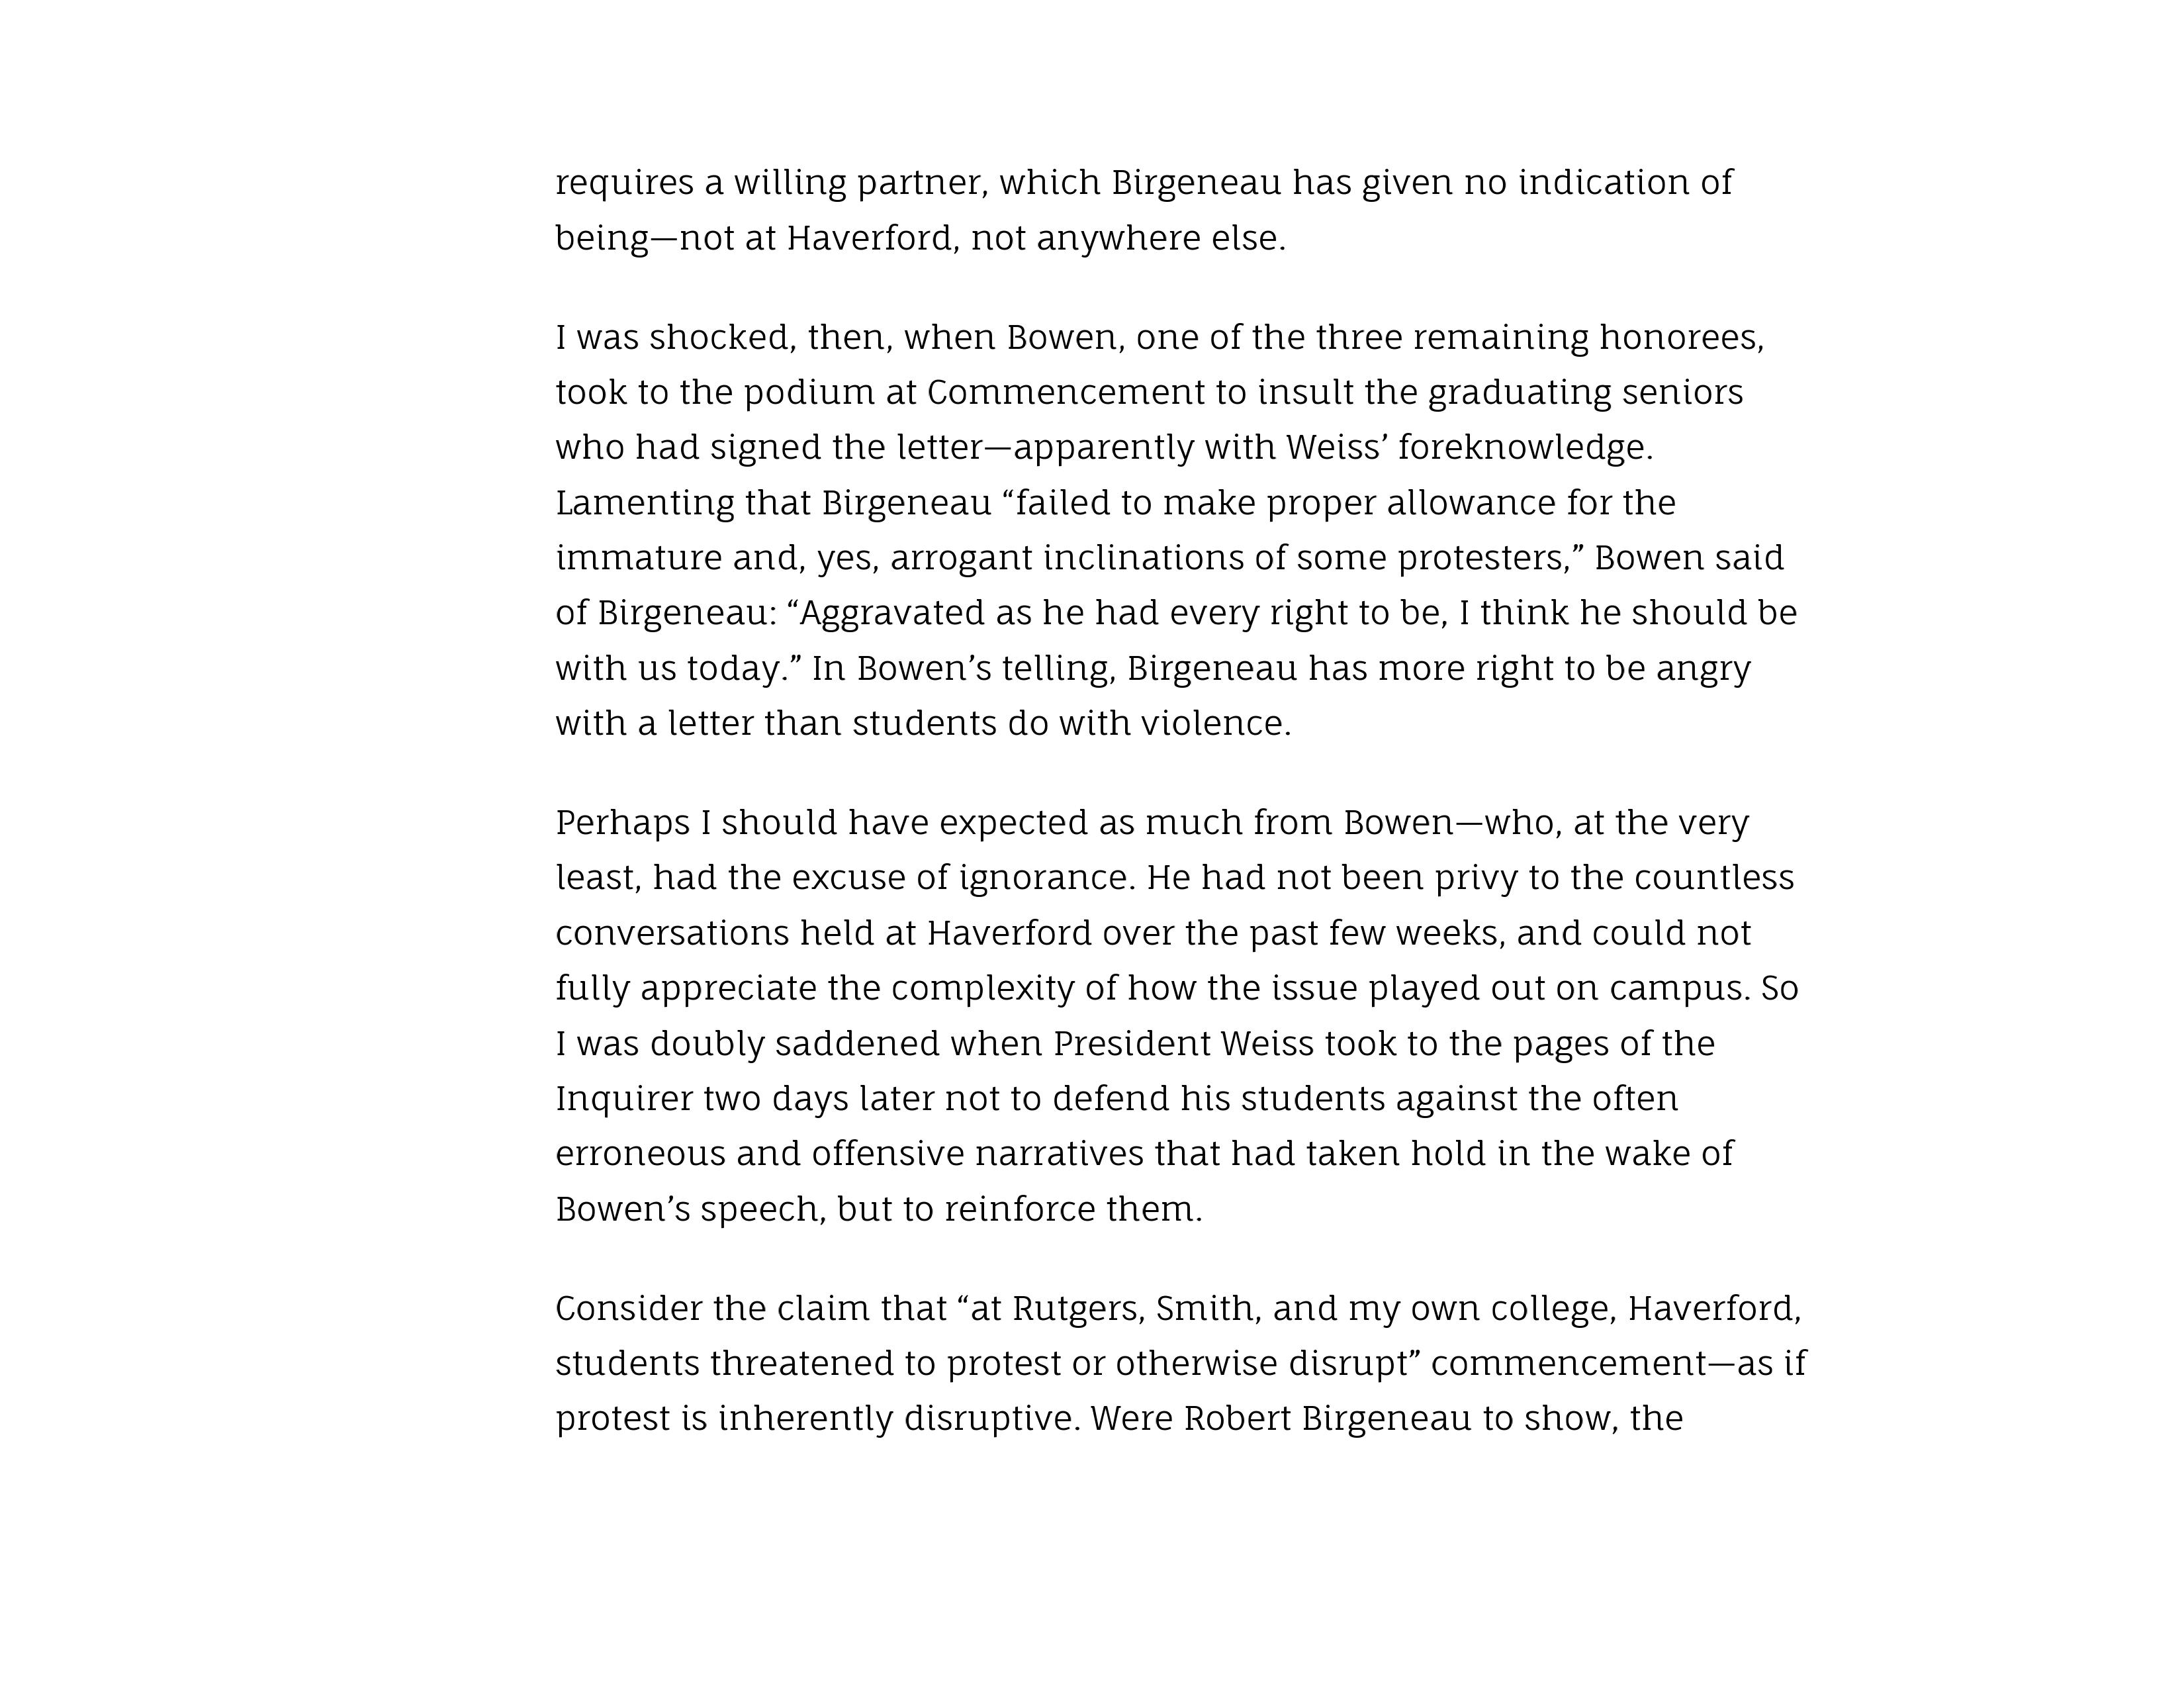 requires a willing partner, which Birgeneau has given no indication of
being—not at Haverford, not anywhere else.
I was shocked, then, when Bowen, one of the three remaining honorees,
took to the podium at Commencement to insult the graduating seniors
who had signed the letter—apparently with Weiss’ foreknowledge.
Lamenting that Birgeneau “failed to make proper allowance for the
immature and, yes, arrogant inclinations of some protesters,” Bowen said
of Birgeneau: “Aggravated as he had every right to be, I think he should be
with us today.” In Bowen’s telling, Birgeneau has more right to be angry
with a letter than students do with violence.
Perhaps I should have expected as much from Bowen—who, at the very
least, had the excuse of ignorance. He had not been privy to the countless
conversations held at Haverford over the past few weeks, and could not
fully appreciate the complexity of how the issue played out on campus. So
I was doubly saddened when President Weiss took to the pages of the
Inquirer two days later not to defend his students against the often
erroneous and offensive narratives that had taken hold in the wake of
Bowen’s speech, but to reinforce them.
Consider the claim that “at Rutgers, Smith, and my own college, Haverford,
students threatened to protest or otherwise disrupt” commencement—as if
protest is inherently disruptive. Were Robert Birgeneau to show, the